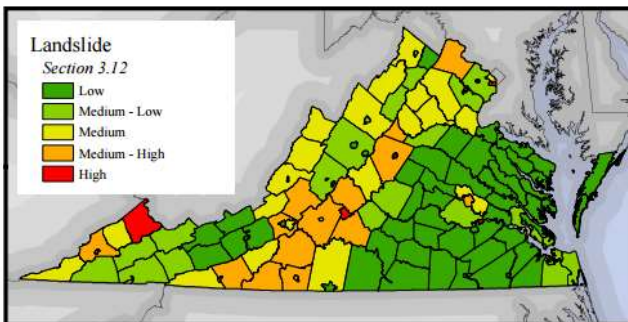 Landslide
Section 3.12
Low
Medium - Low
Medium
Medium - High
High